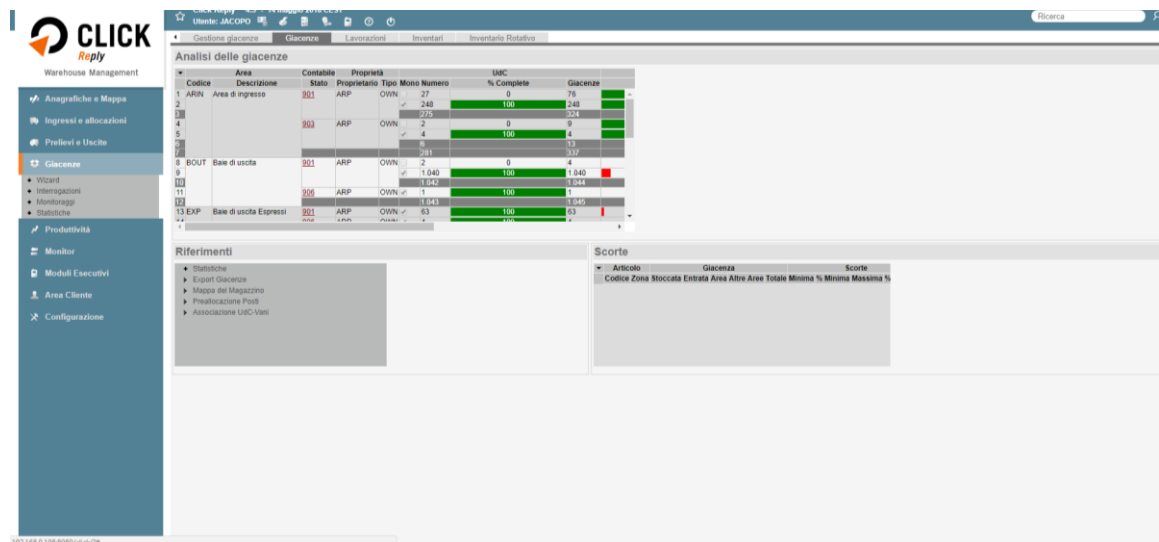 CLICK
Reply
Warehouse Management
Utente: JACOPO
Ricerca
Gestione giacenze Giacenze Lavorazioni Inventari Inventario Rotativo
Anagrafiche e Mappa
Ingressi e allocazioni
Prelievi e Uscite
Giacenze
Wizard
Interrogazioni
Monitoraggi
Statistiche
Produttività
Monitor
Moduli Esecutivi
Area Cliente
Configurazione
Analisi delle giacenze
Area Contabile Proprietà UdC
Codice Descrizione Stato Proprietario Tipo Mono Numero % Complete Giacenze
1 ARIN Area di ingresso 901 ARP OWN 27 0 76
2 248 100 248
3 275 324
4 903 ARP OWN 2 0 9
5 4 100 4
6 6 13
7 281 337
8 BOUT Baie di uscita 901 ARP OWN 2 0 4
9 1.040 100 1.040
10 1.042 1.044
11 906 ARP OWN 1 100 1
12 1.043 1.045
13 EXP Baie di uscita Espressi 901 ARP OWN 63 100 63
Riferimenti
Statistiche
Export Giacenze
Mappa del Magazzino
Preallocazione Posti
Associazione UdC-Vani
Scorte
Articolo Giacenza Scorte
Codice Zona Stoccata Entrata Area Altre Aree Totale Minima % Minima Massima %